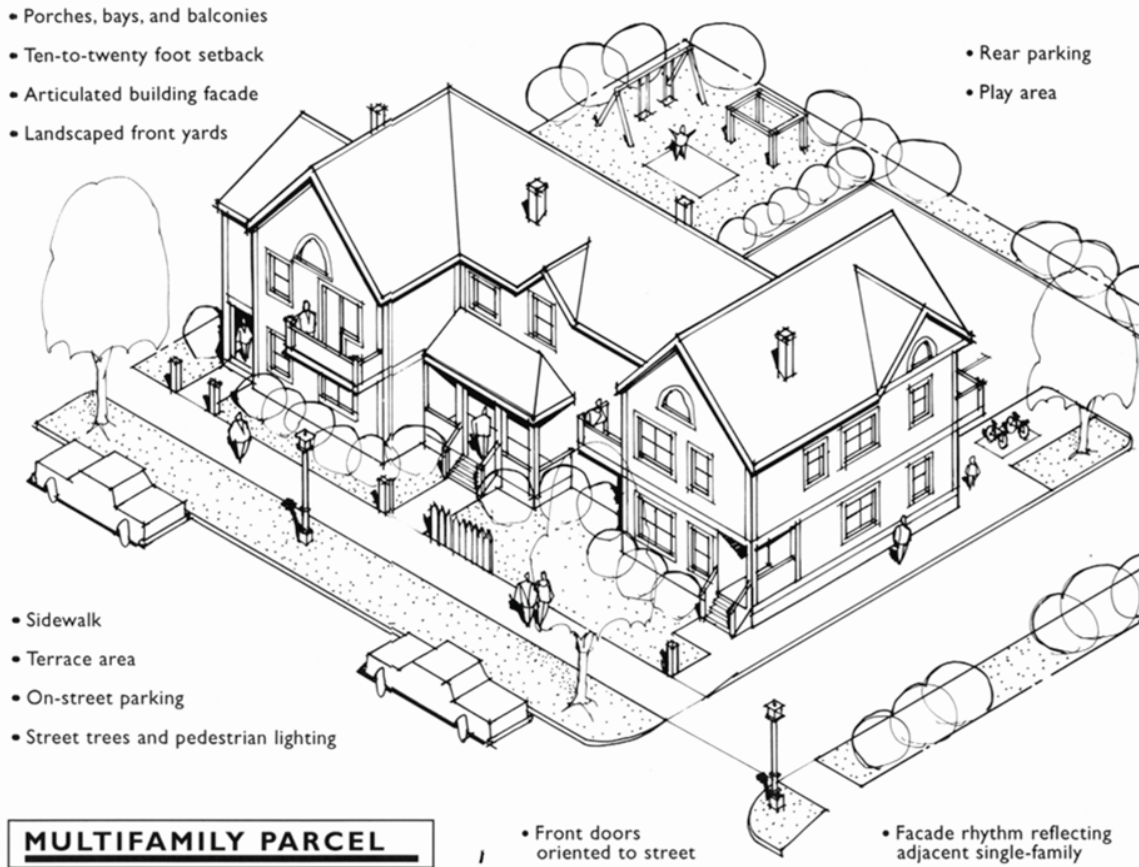 • Porches, bays, and balconies
• Ten-to-twenty foot setback
• Articulated building facade
• Landscaped front yards
• Rear parking
• Play area
• Sidewalk
• Terrace area
• On-street parking
• Street trees and pedestrian lighting
MULTIFAMILY PARCEL
• Front doors
oriented to street
• Facade rhythm reflecting
adjacent single-family